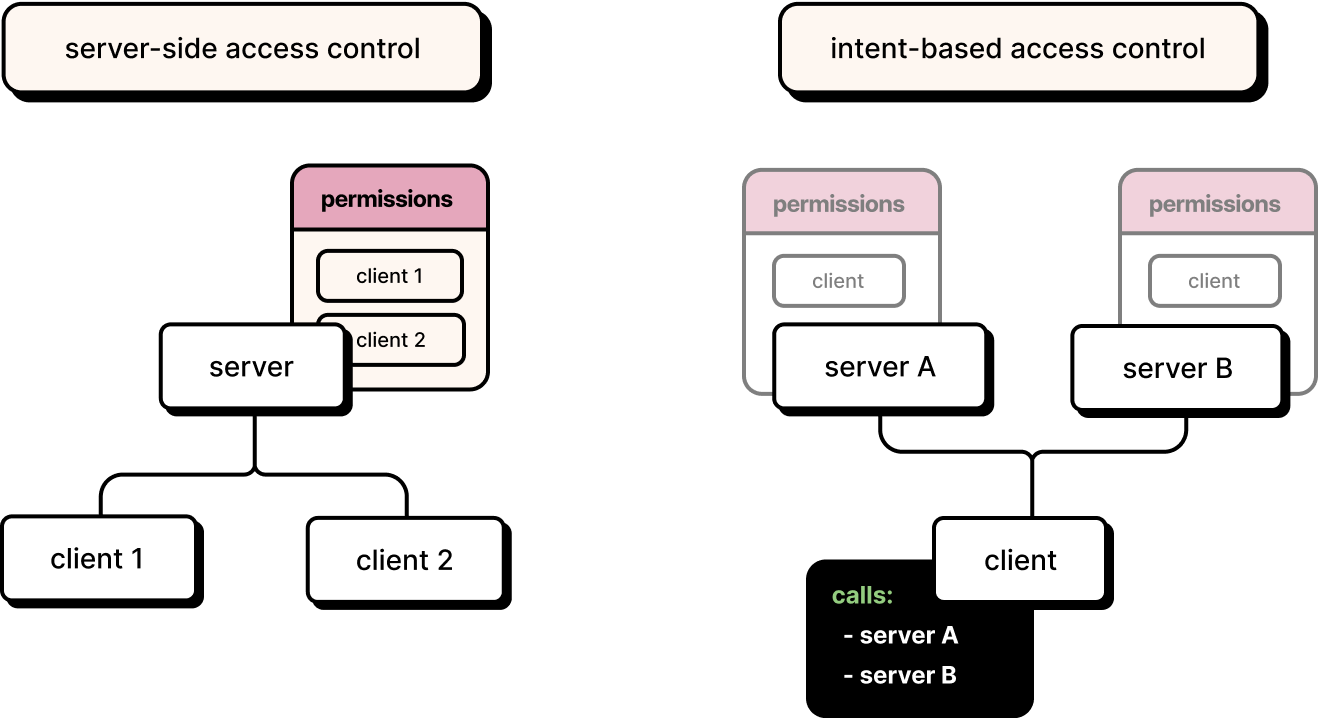 server-side access control
permissions
client 1
client 2
server
client 1
client 2
intent-based access control
permissions
client
server A
permissions
client
server B
client
calls:
- server A
- server B